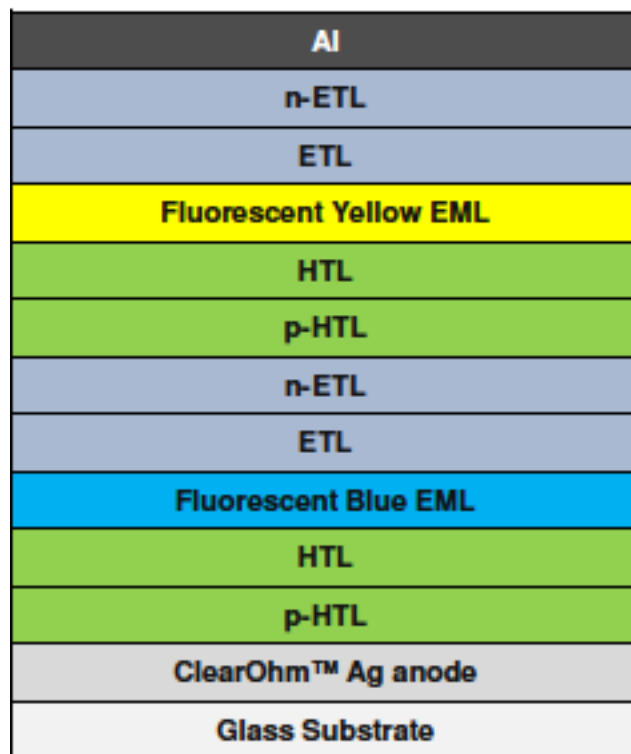 Al
n-ETL
ETL
Fluorescent Yellow EML
HTL
p-HTL
n-ETL
ETL
Fluorescent Blue EML
HTL
p-HTL
ClearOhm™ Ag anode
Glass Substrate